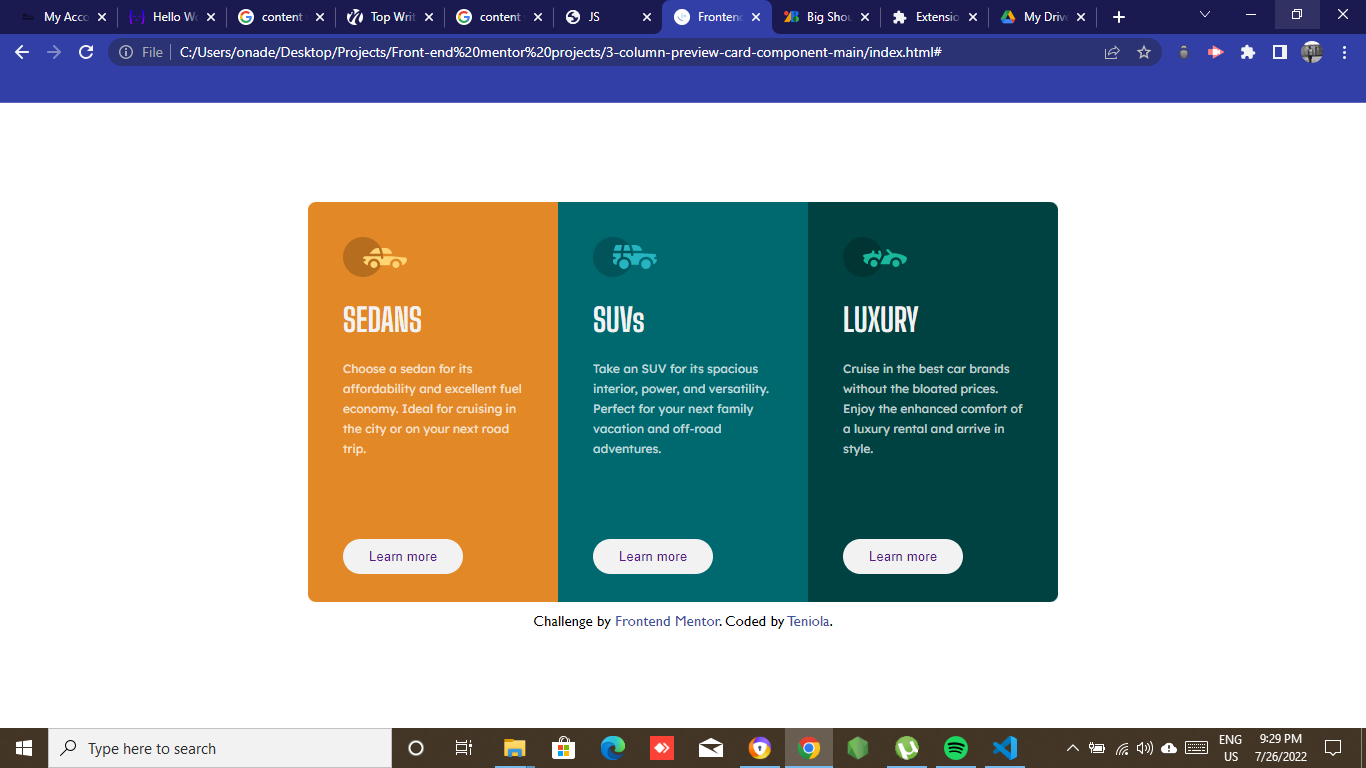 My Acco
Hello Wo
content
Top Writ
content
JS
Frontend
Big Shou
Extensio
My Drive
File
C:/Users/onade/Desktop/Projects/Front-end%20mentor%20projects/3-column-preview-card-component-main/index.html#
SEDANS
Choose a sedan for its
affordability and excellent fuel
economy. Ideal for cruising in
the city or on your next road
trip.
Learn more
SUVs
Take an SUV for its spacious
interior, power, and versatility.
Perfect for your next family
vacation and off-road
adventures.
Learn more
LUXURY
Cruise in the best car brands
without the bloated prices.
Enjoy the enhanced comfort of
a luxury rental and arrive in
style.
Learn more
Challenge by Frontend Mentor. Coded by Teniola.
Type here to search
ENG
US
9:29 PM
7/26/2022